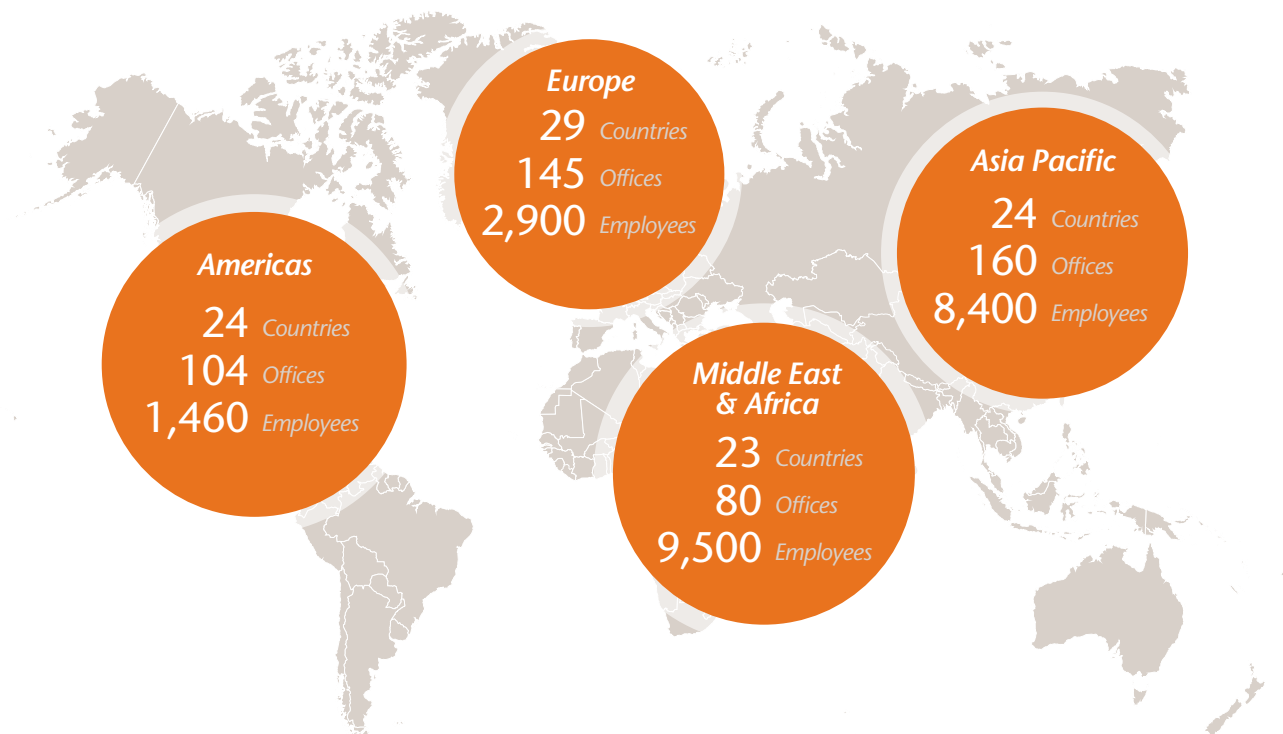 Europe
29 Countries
145 Offices
2,900 Employees
Asia Pacific
24 Countries
160 Offices
8,400 Employees
Americas
24 Countries
104 Offices
1,460 Employees
Middle East
& Africa
23 Countries
80 Offices
9,500 Employees